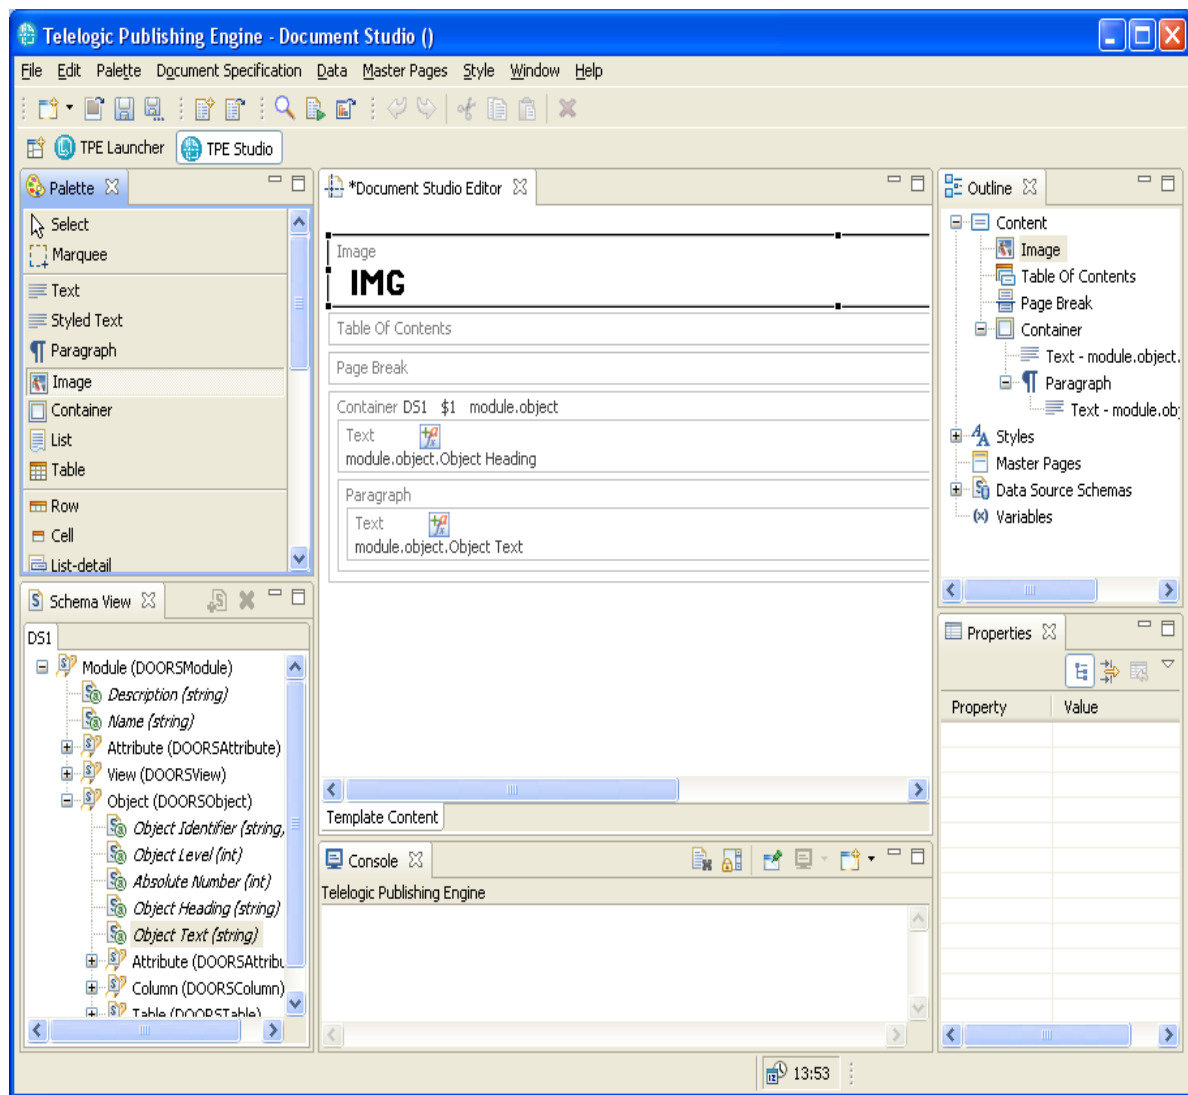 Telelogic Publishing Engine - Document Studio ()
File Edit Palette Document Specification Data Master Pages Style Window Help
TPE Launcher TPE Studio
Palette
Select
Marquee
Text
Styled Text
Paragraph
Image
Container
List
Table
Row
Cell
List-detail
Schema View
DS1
Module (DOORSModule)
Description (string)
Name (string)
Attribute (DOORSAttribute)
View (DOORSView)
Object (DOORSObject)
Object Identifier (string,
Object Level (int)
Absolute Number (int)
Object Heading (string)
Object Text (string)
Attribute (DOORSAttribu
Column (DOORSColumn)
Table (DOORSTable)
*Document Studio Editor
Image
IMG
Table Of Contents
Page Break
Container DS1 $1 module.object
Text
module.object.Object Heading
Paragraph
Text
module.object.Object Text
Template Content
Console
Telelogic Publishing Engine
Outline
Content
Image
Table Of Contents
Page Break
Container
Text - module.object.
Paragraph
Text - module.obj
Styles
Master Pages
Data Source Schemas
(x) Variables
Properties
Property Value
13:53